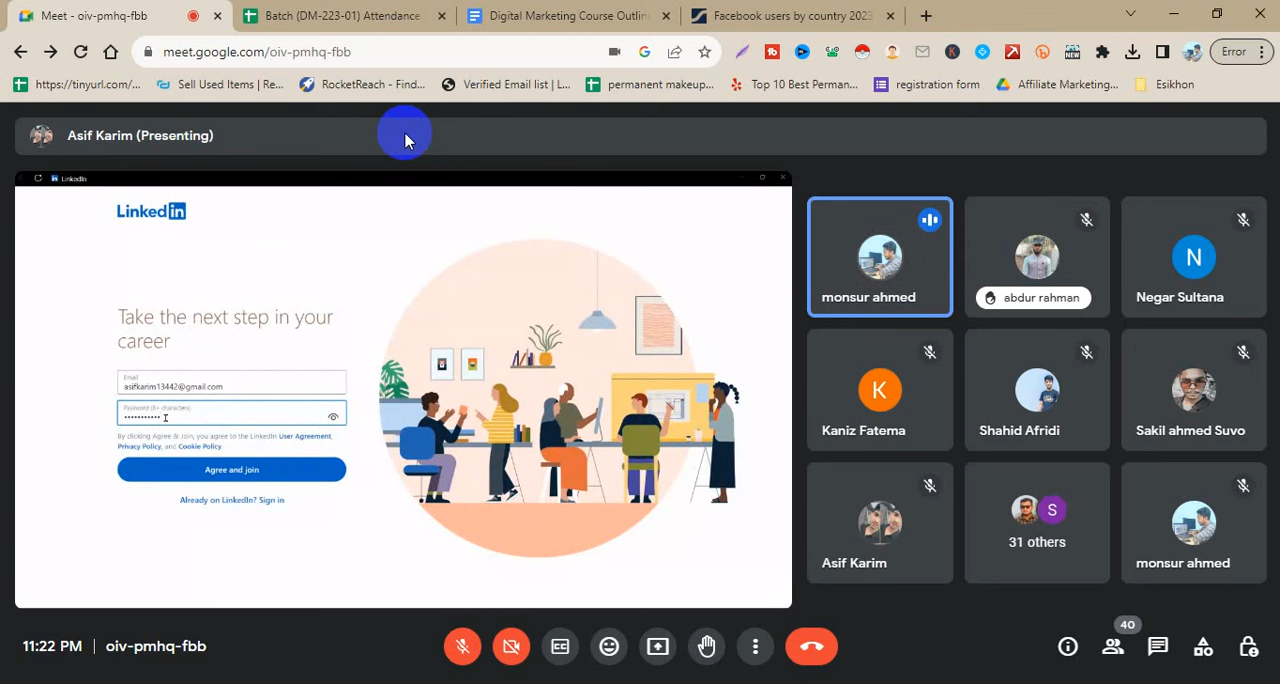 Meet - oiv-pmhq-fbb
Batch (DM-223-01) Attendance
Digital Marketing Course Outlin
Facebook users by country 2023
meet.google.com/oiv-pmhq-fbb
Error
https://tinyurl.com/...
Sell Used Items | Re...
RocketReach - Find...
Verified Email list | L...
permanent makeup...
Top 10 Best Perman...
registration form
Affiliate Marketing...
Esikhon
Asif Karim (Presenting)
LinkedIn
Linked in
Take the next step in your
career
Email
asifkarim13442@gmail.com
Password (8+ characters)
By clicking Agree & Join, you agree to the LinkedIn User Agreement,
Privacy Policy, and Cookie Policy
Agree and join
Already on LinkedIn? Sign in
monsur ahmed
abdur rahman
N
Negar Sultana
K
Kaniz Fatema
Shahid Afridi
Sakil ahmed Suvo
Asif Karim
S
31 others
monsur ahmed
11:22 PM | oiv-pmhq-fbb
40